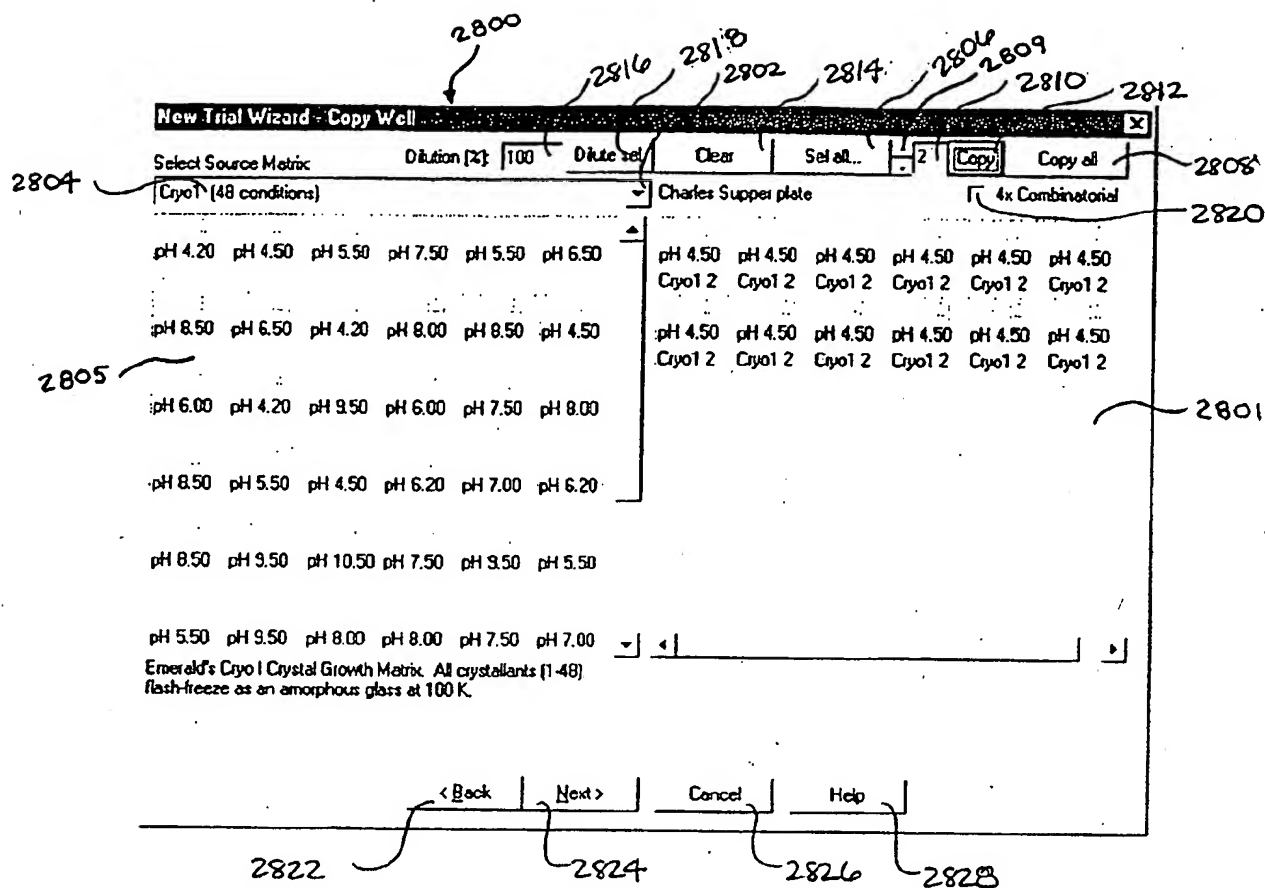 2800
2816 2818 2802 2814 2806 2809 2810 2812
New Trial Wizard - Copy Well
Select Source Matrix: Dilution [%]: 100 Dilute sel Clear Sel all... 2 Copy Copy all
2808
2804
Cryo1 (48 conditions) Charles Supper plate 4x Combinatorial
2820
pH 4.20 pH 4.50 pH 5.50 pH 7.50 pH 5.50 pH 6.50
pH 8.50 pH 6.50 pH 4.20 pH 8.00 pH 8.50 pH 4.50
2805
pH 6.00 pH 4.20 pH 9.50 pH 6.00 pH 7.50 pH 8.00
pH 8.50 pH 5.50 pH 4.50 pH 6.20 pH 7.00 pH 6.20
pH 8.50 pH 9.50 pH 10.50 pH 7.50 pH 9.50 pH 5.50
pH 5.50 pH 9.50 pH 8.00 pH 8.00 pH 7.50 pH 7.00
pH 4.50 pH 4.50 pH 4.50 pH 4.50 pH 4.50 pH 4.50
Cryo1 2 Cryo1 2 Cryo1 2 Cryo1 2 Cryo1 2 Cryo1 2
pH 4.50 pH 4.50 pH 4.50 pH 4.50 pH 4.50 pH 4.50
Cryo1 2 Cryo1 2 Cryo1 2 Cryo1 2 Cryo1 2 Cryo1 2
2801
Emerald's Cryo I Crystal Growth Matrix. All crystallants (1-48)
flash-freeze as an amorphous glass at 100 K.
< Back Next > Cancel Help
2822 2824 2826 2828